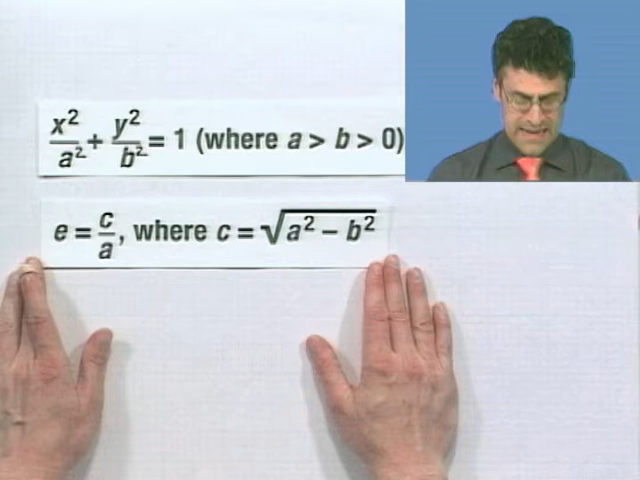 x²/a² + y²/b² = 1 (where a > b > 0)
e = c/a, where c = √a² – b²